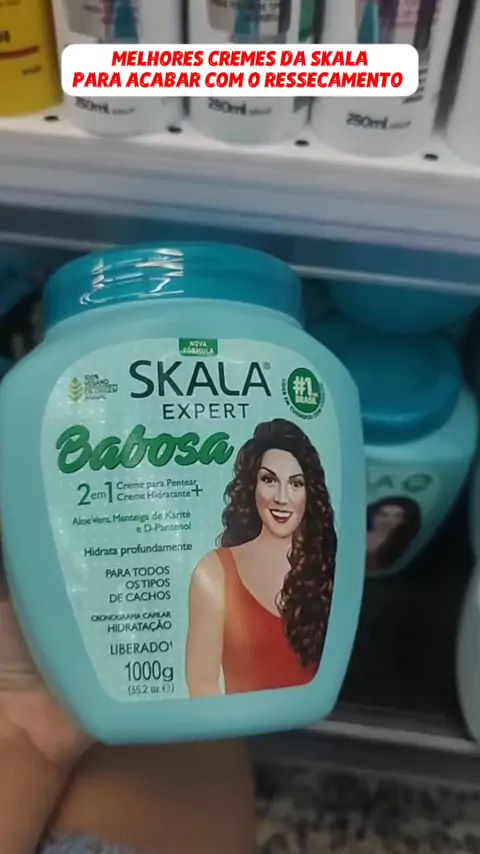 MELHORES CREMES DA SKALA
PARA ACABAR COM O RESSECAMENTO
250ml
250ml
250ml
NOVA
FÓRMULA
100%
VEGANO
ANIMAL
SKALA
EXPERT
#1
BRASIL
Babosa
2em1 Creme para Pentear
Creme Hidratante +
Aloe Vera, Manteiga de Karité
e D-Pantenol
Hidrata profundamente
PARA TODOS
OS TIPOS
DE CACHOS
CRONOGRAMA CAPILAR
HIDRATAÇÃO
LIBERADO
1000g